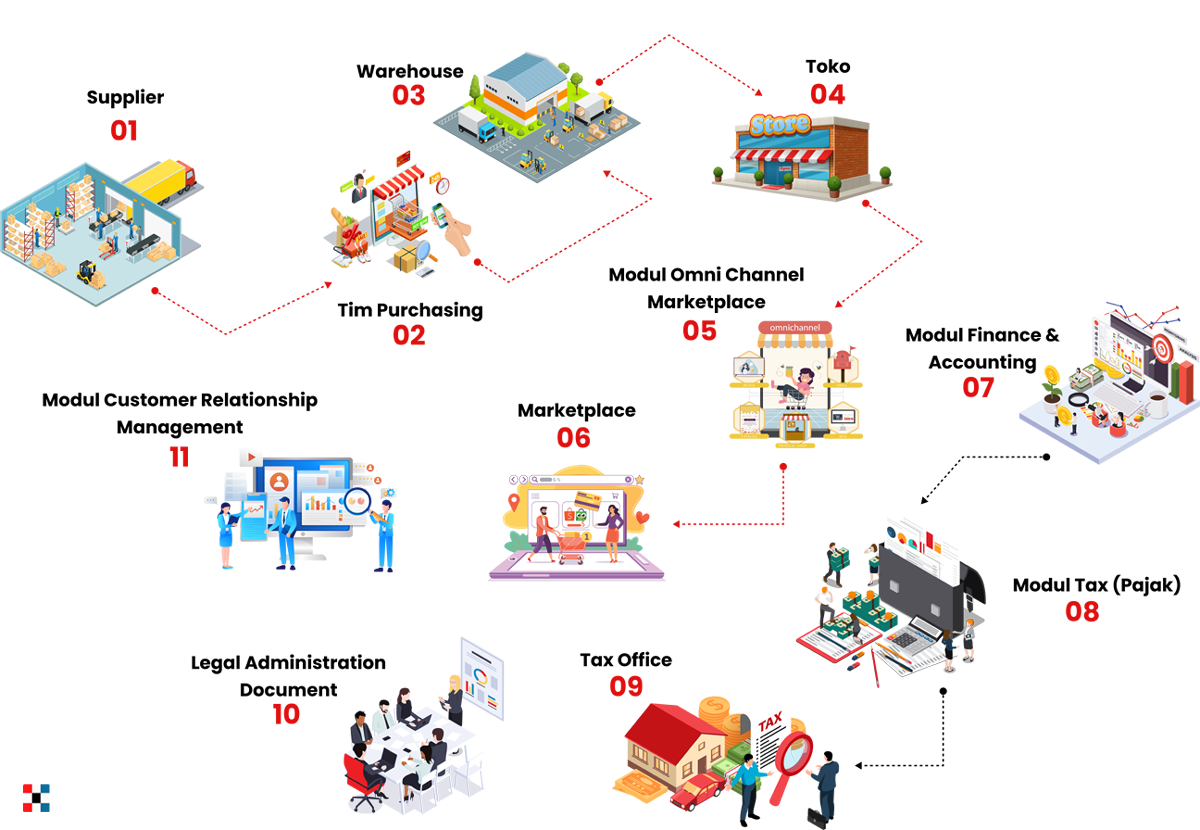 Supplier
01
Tim Purchasing
02
Warehouse
03
Toko
04
Store
Modul Omni Channel
Marketplace
05
omnichannel
Marketplace
06
Modul Finance &
Accounting
07
Modul Tax (Pajak)
08
Tax Office
09
TAX
Legal Administration
Document
10
Modul Customer Relationship
Management
11